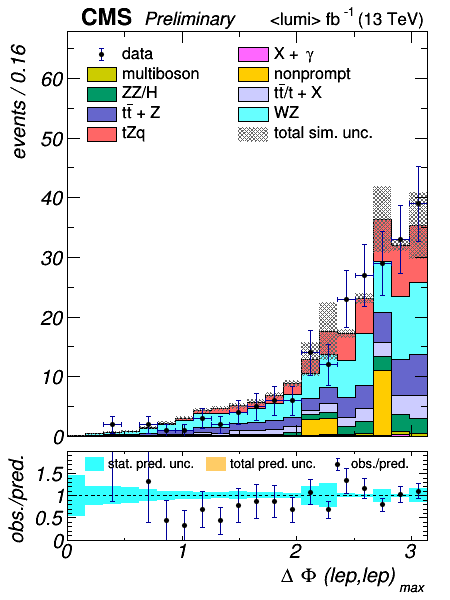 CMS Preliminary <lumi> fb⁻¹ (13 TeV)
events / 0.16
60
50
40
30
20
10
0
data
multiboson
ZZ/H
tt̄ + Z
tZq
X + γ
nonprompt
tt̄/t + X
WZ
total sim. unc.
obs./pred.
1.5
1
0.5
0
stat. pred. unc. total pred. unc. obs./pred.
0 1 2 3
Δ Φ (lep,lep) max